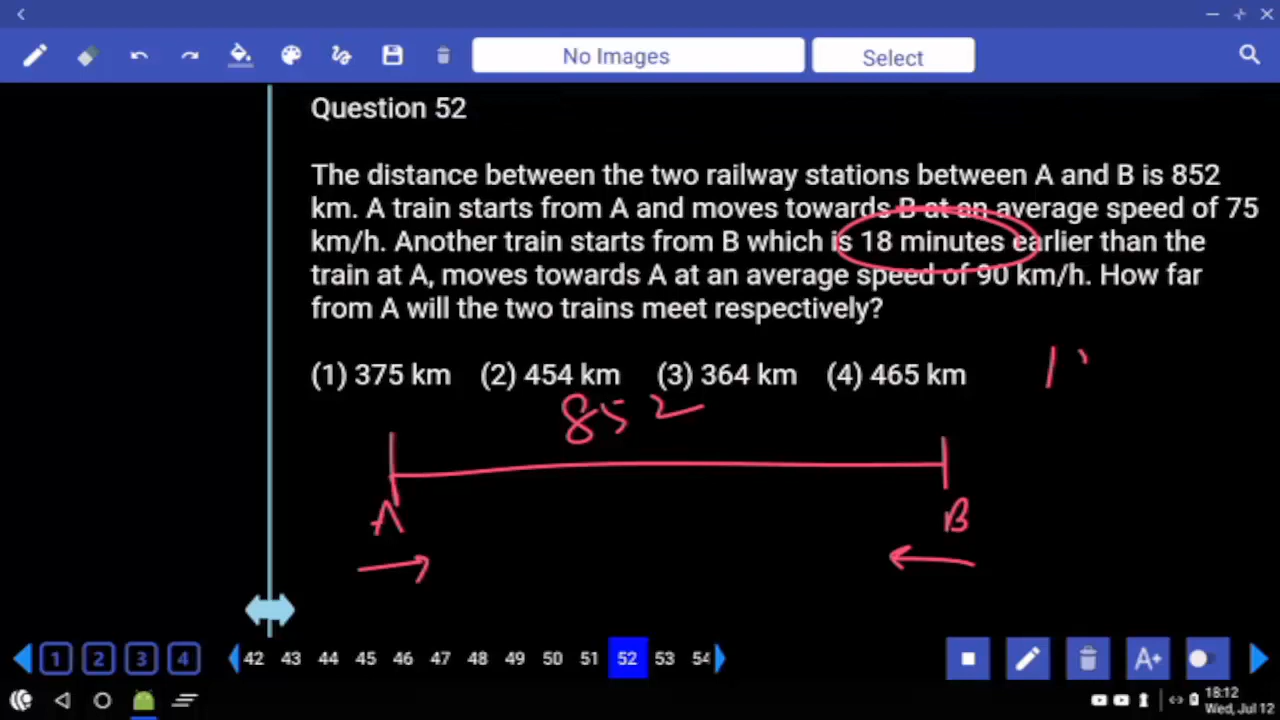 No Images
Select
Question 52
The distance between the two railway stations between A and B is 852
km. A train starts from A and moves towards B at an average speed of 75
km/h. Another train starts from B which is 18 minutes earlier than the
train at A, moves towards A at an average speed of 90 km/h. How far
from A will the two trains meet respectively?
(1) 375 km (2) 454 km (3) 364 km (4) 465 km
852
A B
1 2 3 4 42 43 44 45 46 47 48 49 50 51 52 53 54 A+
18:12
Wed, Jul 12